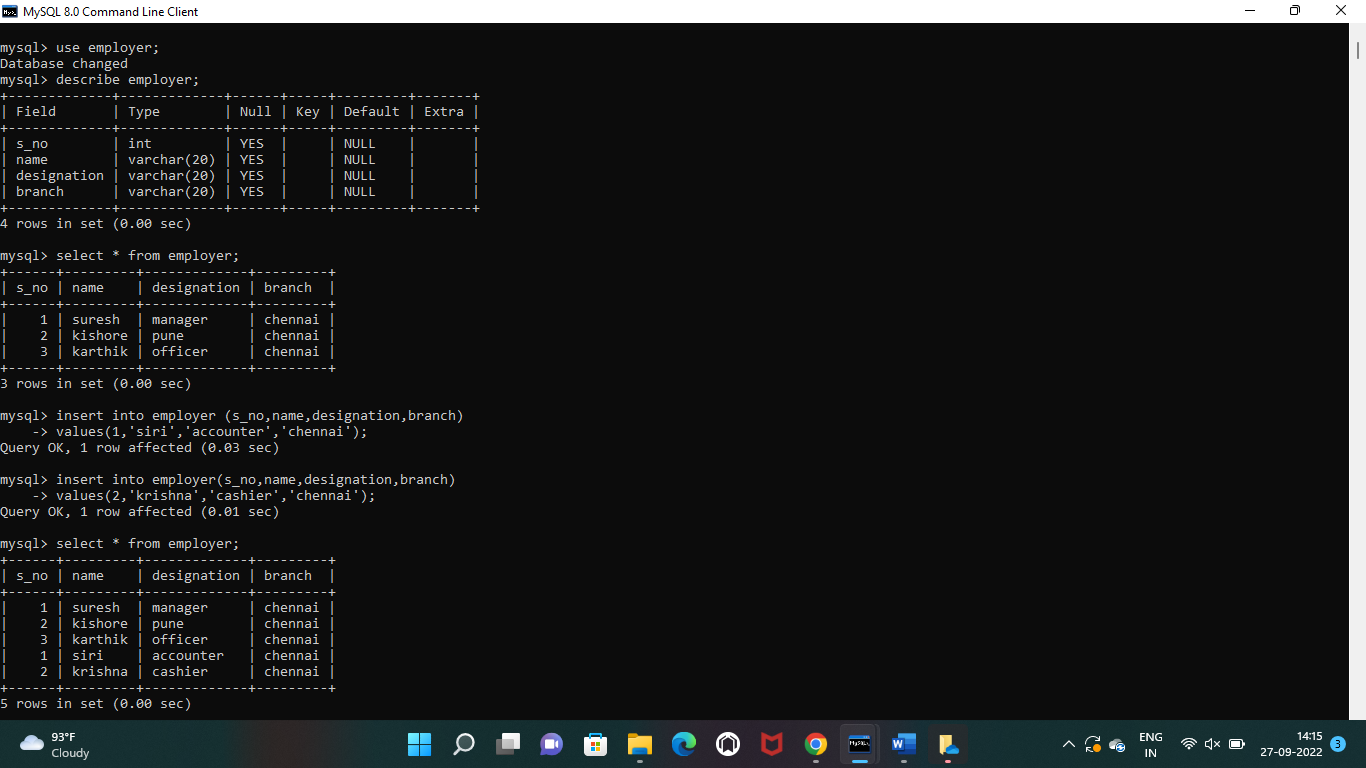 MySQL 8.0 Command Line Client
mysql> use employer;
Database changed
mysql> describe employer;
+-------------+-------------+------+-----+---------+-------+
| Field       | Type        | Null | Key | Default | Extra |
+-------------+-------------+------+-----+---------+-------+
| s_no        | int         | YES  |     | NULL    |       |
| name        | varchar(20) | YES  |     | NULL    |       |
| designation | varchar(20) | YES  |     | NULL    |       |
| branch      | varchar(20) | YES  |     | NULL    |       |
+-------------+-------------+------+-----+---------+-------+
4 rows in set (0.00 sec)
mysql> select * from employer;
+------+---------+-------------+---------+
| s_no | name    | designation | branch  |
+------+---------+-------------+---------+
|    1 | suresh  | manager     | chennai |
|    2 | kishore | pune        | chennai |
|    3 | karthik | officer     | chennai |
+------+---------+-------------+---------+
3 rows in set (0.00 sec)
mysql> insert into employer (s_no,name,designation,branch)
    -> values(1,'siri','accounter','chennai');
Query OK, 1 row affected (0.03 sec)
mysql> insert into employer(s_no,name,designation,branch)
    -> values(2,'krishna','cashier','chennai');
Query OK, 1 row affected (0.01 sec)
mysql> select * from employer;
+------+---------+-------------+---------+
| s_no | name    | designation | branch  |
+------+---------+-------------+---------+
|    1 | suresh  | manager     | chennai |
|    2 | kishore | pune        | chennai |
|    3 | karthik | officer     | chennai |
|    1 | siri    | accounter   | chennai |
|    2 | krishna | cashier     | chennai |
+------+---------+-------------+---------+
5 rows in set (0.00 sec)
93°F
Cloudy
ENG
IN
14:15
27-09-2022
3